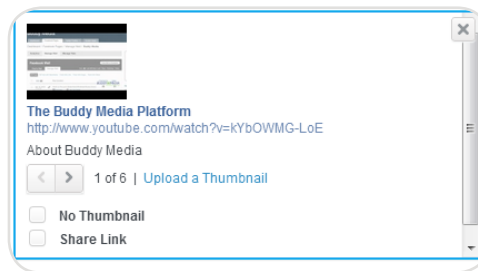 The Buddy Media Platform
http://www.youtube.com/watch?v=kYbOWMG-LoE
About Buddy Media
1 of 6 | Upload a Thumbnail
No Thumbnail
Share Link